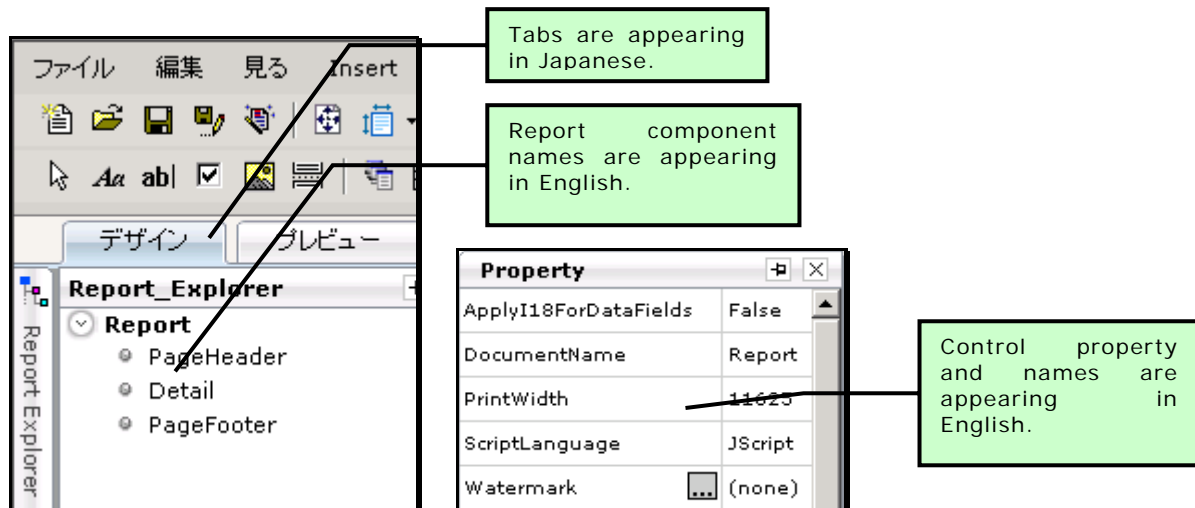 Tabs are appearing
in Japanese.
ファイル 編集 見る Insert
Aa ab|
Report component
names are appearing
in English.
デザイン プレビュー
Report_Explorer
Report
PageHeader
Detail
PageFooter
Report Explorer
Property
ApplyI18ForDataFields False
DocumentName Report
PrintWidth 11625
ScriptLanguage JScript
Watermark ... (none)
Control property
and names are
appearing in
English.